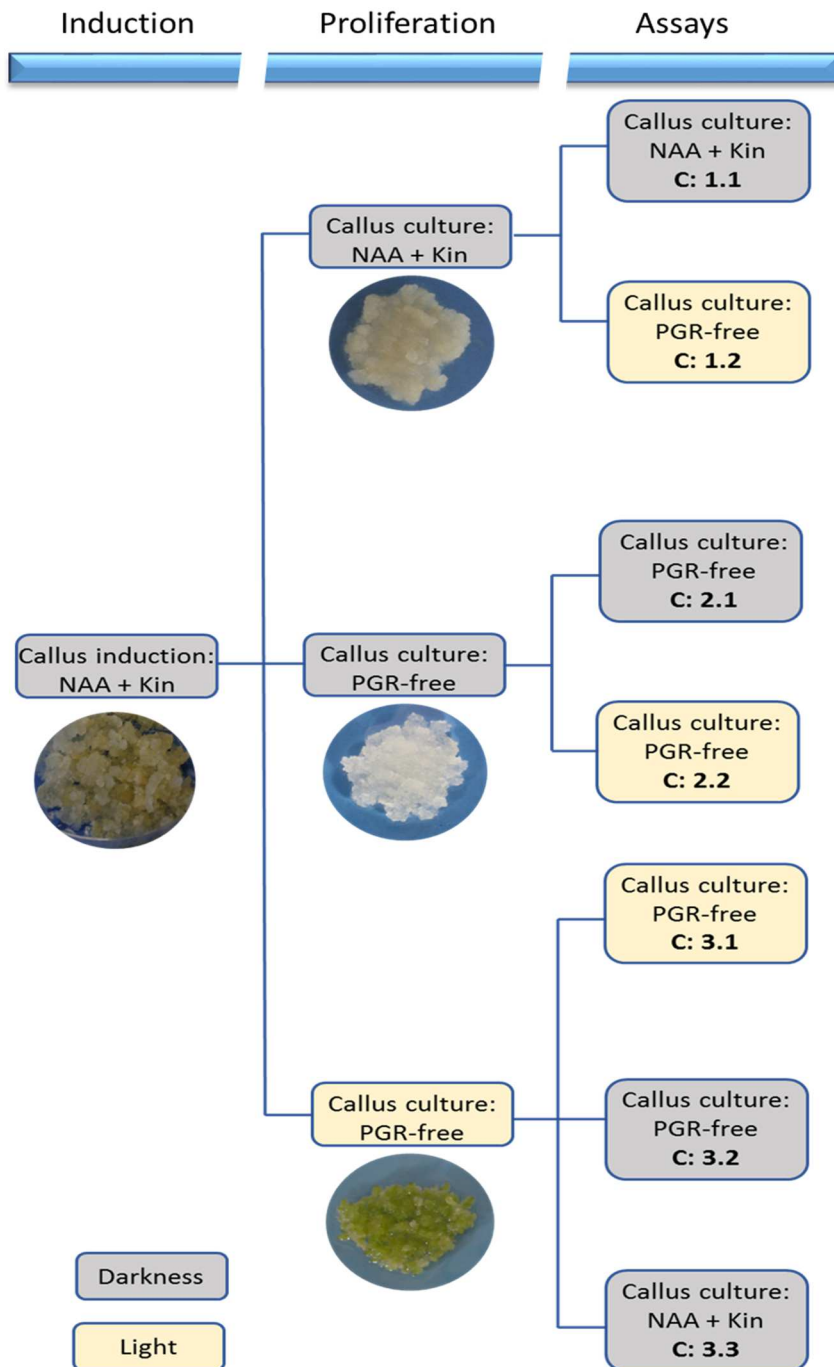 Induction
Proliferation
Assays
Callus culture:
NAA + Kin
C: 1.1
Callus culture:
NAA + Kin
Callus culture:
PGR-free
C: 1.2
Callus culture:
PGR-free
C: 2.1
Callus induction:
NAA + Kin
Callus culture:
PGR-free
Callus culture:
PGR-free
C: 2.2
Callus culture:
PGR-free
C: 3.1
Callus culture:
PGR-free
Callus culture:
PGR-free
C: 3.2
Callus culture:
NAA + Kin
C: 3.3
Darkness
Light